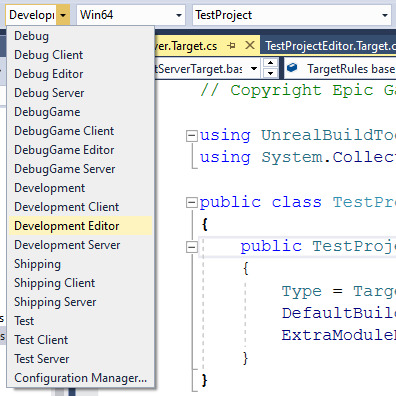 Develop Win64 TestProject
Debug
Debug Client
Debug Editor
Debug Server
DebugGame
DebugGame Client
DebugGame Editor
DebugGame Server
Development
Development Client
Development Editor
Development Server
Shipping
Shipping Client
Shipping Server
Test
Test Client
Test Server
Configuration Manager...
ver.Target.cs TestProjectEditor.Target.c
tServerTarget.bas TargetRules base
// Copyright Epic Ga
using UnrealBuildToo
using System.Collect
public class TestPro
{
public TestProje
{
Type = Targe
DefaultBuild
ExtraModuleN
}
}